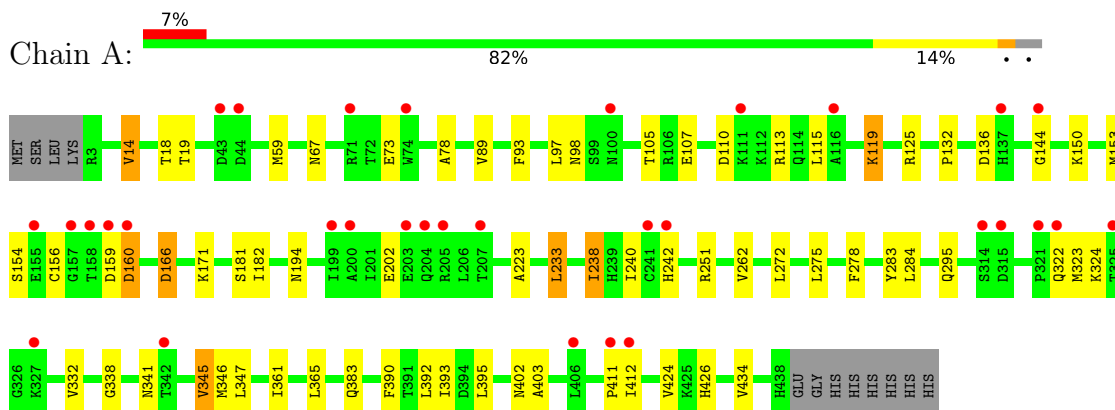 7%
Chain A:
82% 14% • •
MET SER LEU LYS R3 V14 T18 T19 D43 D44 M59 N67 R71 T72 E73 W74 A78 V89 F93 L97 N98 S99 N100 T105 R106 E107 D110 K111 K112 R113 Q114 L115 A116 K119 R125 P132 D136 H137 G144 K150 M153
S154 E155 C156 G157 T158 D159 D160 D166 K171 S181 I182 N194 I199 A200 I201 E202 E203 Q204 R205 L206 T207 A223 L233 I238 H239 I240 C241 H242 R251 V262 L272 L275 F278 Y283 L284 Q295 S314 D315 P321 Q322 M323 K324 T325
G326 K327 V332 G338 N341 T342 V345 M346 L347 I361 L365 Q383 F390 T391 L392 I393 D394 L395 N402 A403 L406 P411 I412 V424 K425 H426 V434 H438 GLU GLY HIS HIS HIS HIS HIS HIS